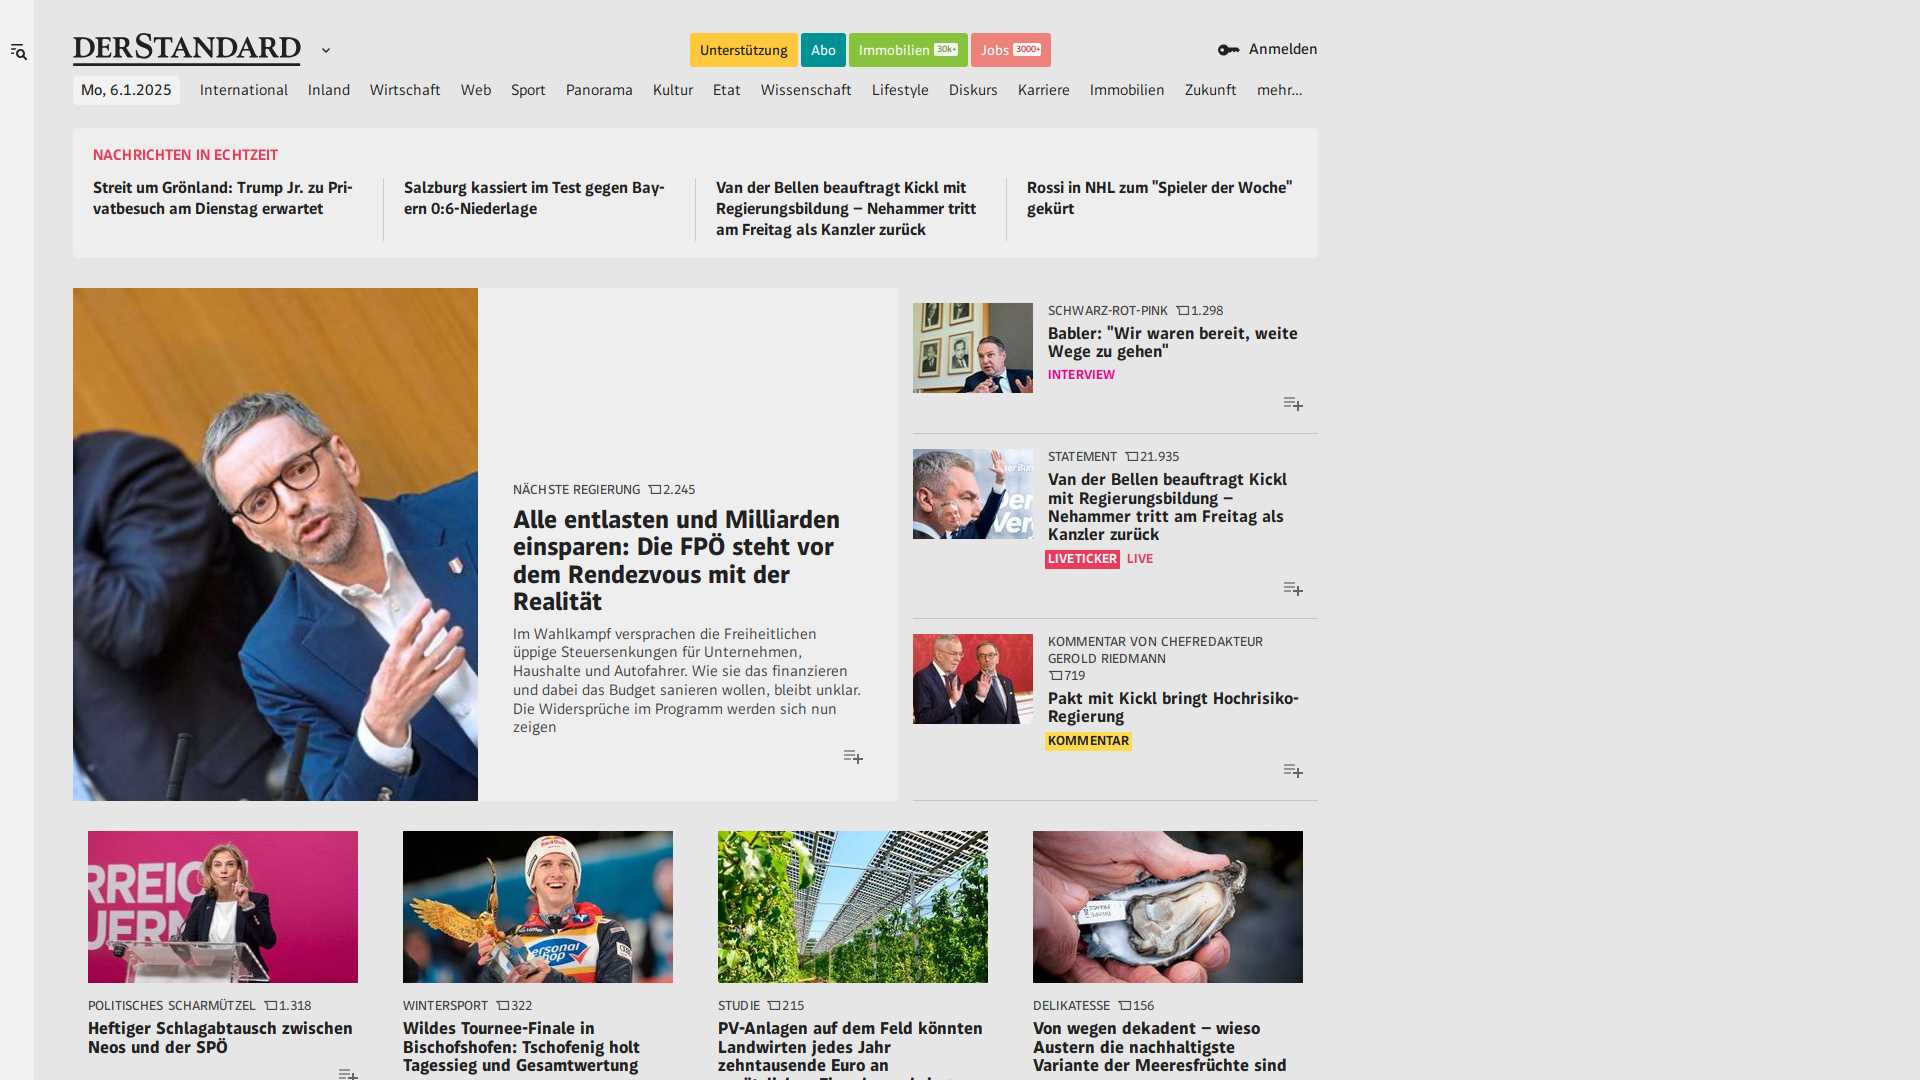 DERSTANDARD
Unterstützung
Abo
Immobilien 30k+
Jobs 3000+
Anmelden
Mo, 6.1.2025
International
Inland
Wirtschaft
Web
Sport
Panorama
Kultur
Etat
Wissenschaft
Lifestyle
Diskurs
Karriere
Immobilien
Zukunft
mehr...
NACHRICHTEN IN ECHTZEIT
Streit um Grönland: Trump Jr. zu Pri-
vatbesuch am Dienstag erwartet
Salzburg kassiert im Test gegen Bay-
ern 0:6-Niederlage
Van der Bellen beauftragt Kickl mit
Regierungsbildung – Nehammer tritt
am Freitag als Kanzler zurück
Rossi in NHL zum "Spieler der Woche"
gekürt
NÄCHSTE REGIERUNG 2.245
Alle entlasten und Milliarden
einsparen: Die FPÖ steht vor
dem Rendezvous mit der
Realität
Im Wahlkampf versprachen die Freiheitlichen
üppige Steuersenkungen für Unternehmen,
Haushalte und Autofahrer. Wie sie das finanzieren
und dabei das Budget sanieren wollen, bleibt unklar.
Die Widersprüche im Programm werden sich nun
zeigen
SCHWARZ-ROT-PINK 1.298
Babler: "Wir waren bereit, weite
Wege zu gehen"
INTERVIEW
STATEMENT 21.935
Van der Bellen beauftragt Kickl
mit Regierungsbildung –
Nehammer tritt am Freitag als
Kanzler zurück
LIVETICKER LIVE
KOMMENTAR VON CHEFREDAKTEUR
GEROLD RIEDMANN
719
Pakt mit Kickl bringt Hochrisiko-
Regierung
KOMMENTAR
RREIC
UERN
POLITISCHES SCHARMÜTZEL 1.318
Heftiger Schlagabtausch zwischen
Neos und der SPÖ
ersonal
hop
WINTERSPORT 322
Wildes Tournee-Finale in
Bischofshofen: Tschofenig holt
Tagessieg und Gesamtwertung
STUDIE 215
PV-Anlagen auf dem Feld könnten
Landwirten jedes Jahr
zehntausende Euro an
DELIKATESSE 156
Von wegen dekadent – wieso
Austern die nachhaltigste
Variante der Meeresfrüchte sind